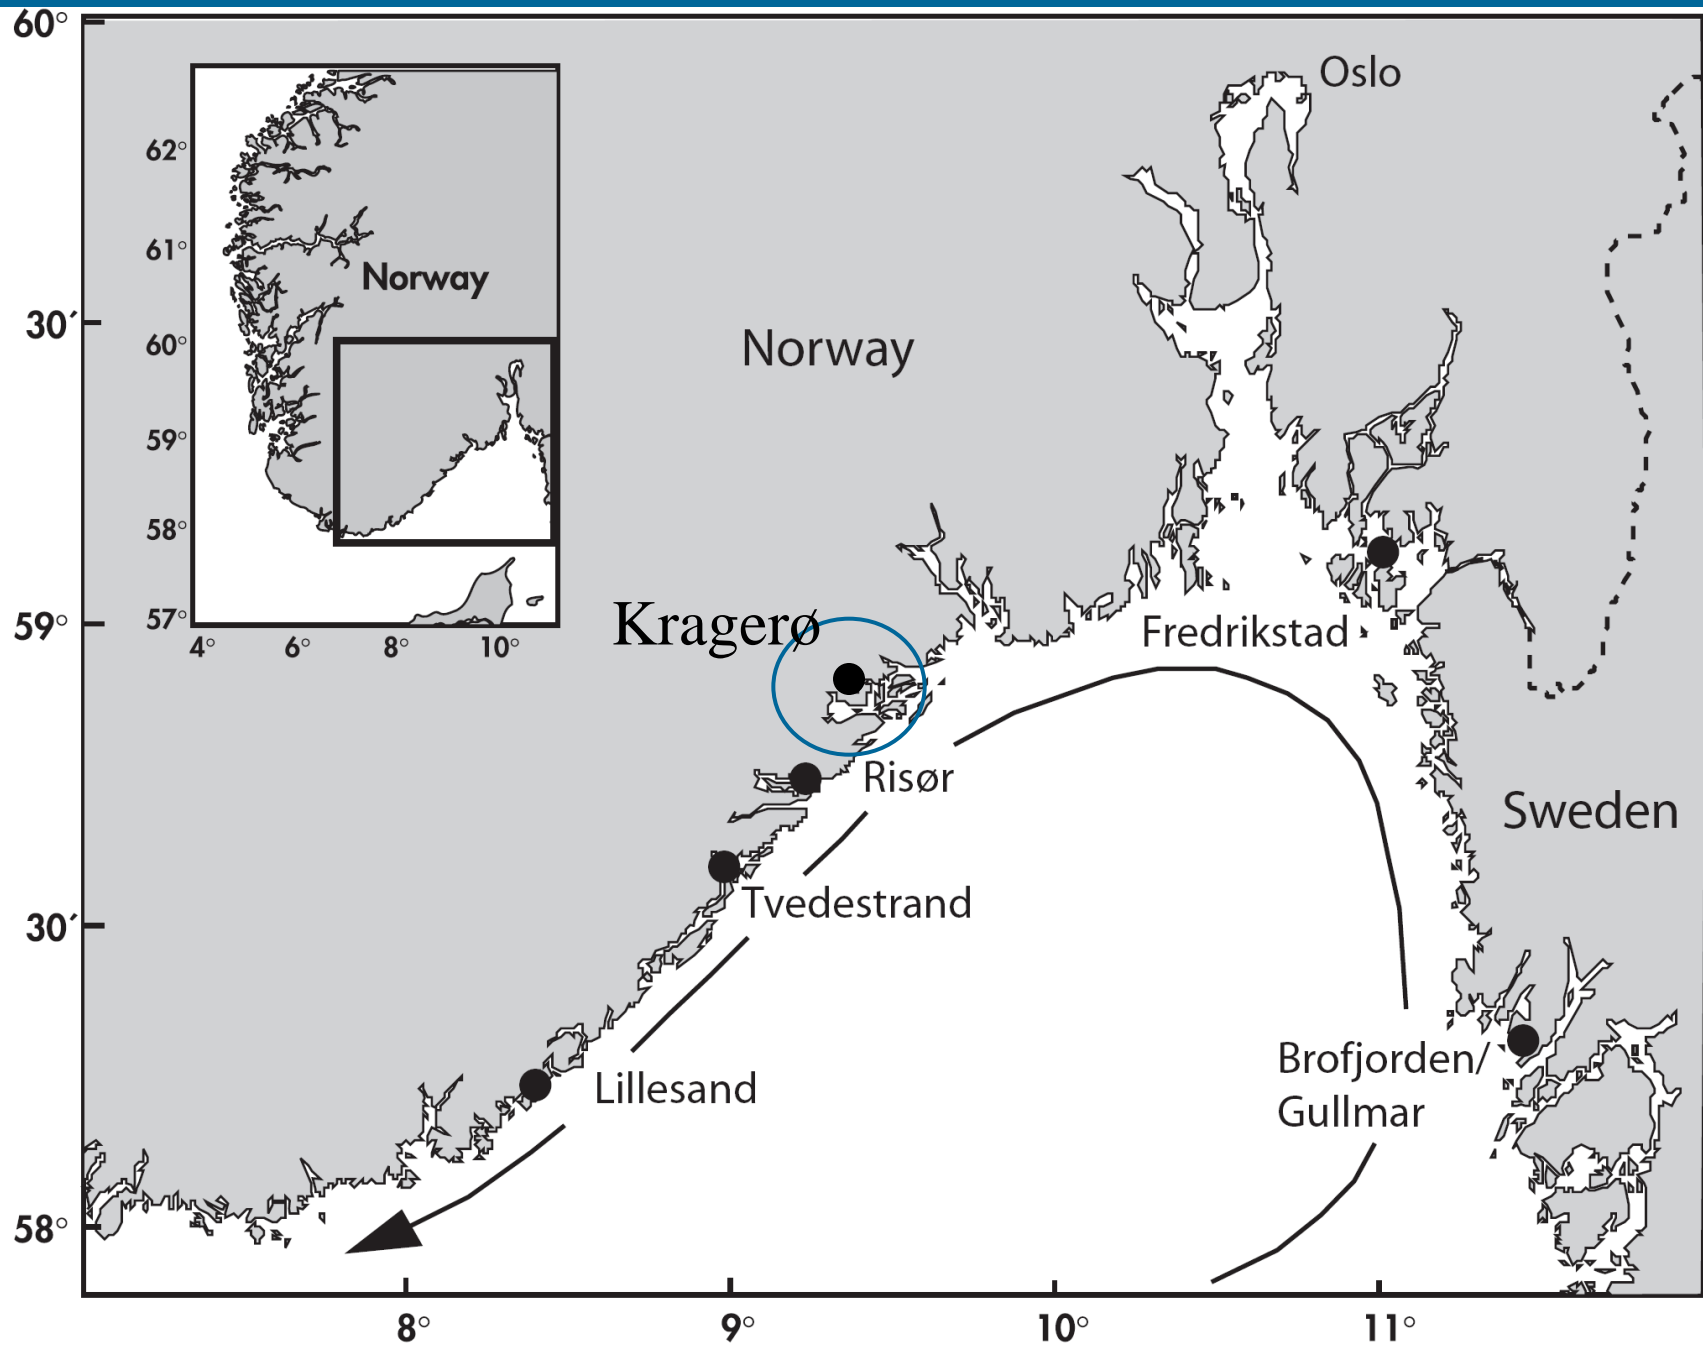 60°
Oslo
62°
61°
Norway
30′
60°
Norway
59°
58°
57°
59°
Kragerø
Fredrikstad
4°
6°
8°
10°
Risør
Sweden
Tvedestrand
30′
Brofjorden/
Gullmar
Lillesand
58°
8°
9°
10°
11°